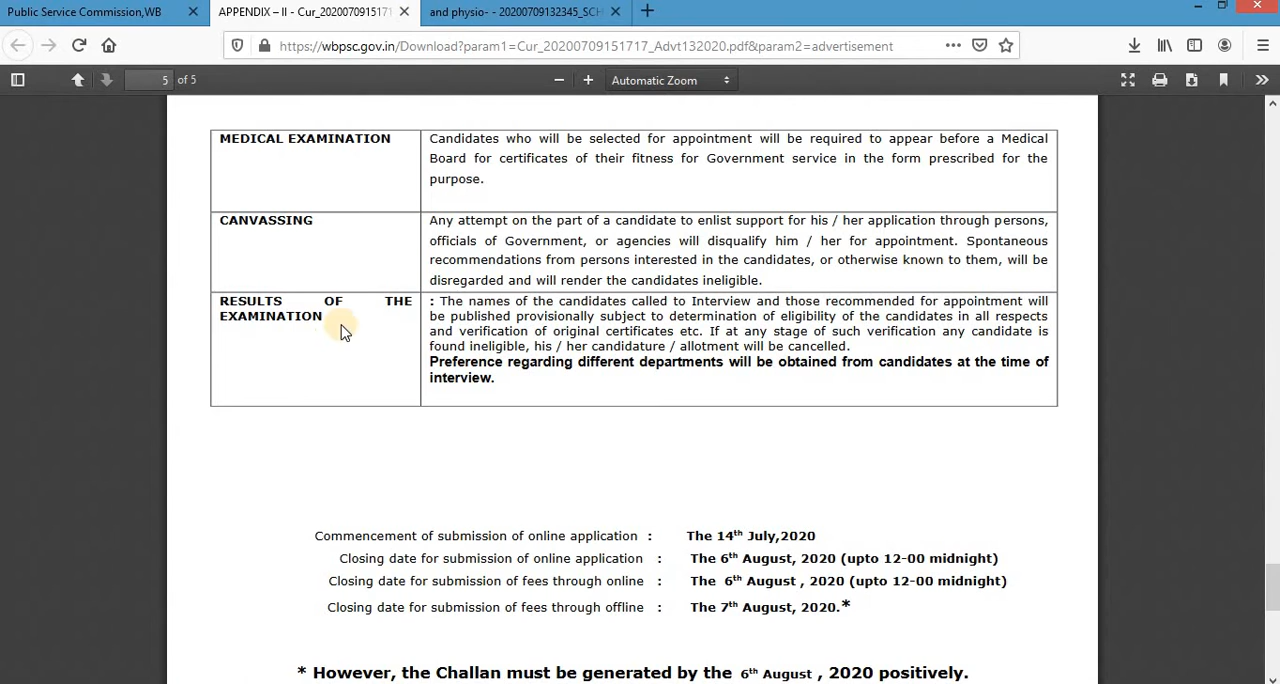 Public Service Commission,WB
APPENDIX – II - Cur_2020070915171
and physio- - 20200709132345_SCH
https://wbpsc.gov.in/Download?param1=Cur_20200709151717_Advt132020.pdf&param2=advertisement
5 of 5
Automatic Zoom
MEDICAL EXAMINATION
Candidates who will be selected for appointment will be required to appear before a Medical
Board for certificates of their fitness for Government service in the form prescribed for the
purpose.
CANVASSING
Any attempt on the part of a candidate to enlist support for his / her application through persons,
officials of Government, or agencies will disqualify him / her for appointment. Spontaneous
recommendations from persons interested in the candidates, or otherwise known to them, will be
disregarded and will render the candidates ineligible.
RESULTS OF THE
EXAMINATION
: The names of the candidates called to Interview and those recommended for appointment will
be published provisionally subject to determination of eligibility of the candidates in all respects
and verification of original certificates etc. If at any stage of such verification any candidate is
found ineligible, his / her candidature / allotment will be cancelled.
Preference regarding different departments will be obtained from candidates at the time of
interview.
Commencement of submission of online application : The 14th July,2020
Closing date for submission of online application : The 6th August, 2020 (upto 12-00 midnight)
Closing date for submission of fees through online : The 6th August , 2020 (upto 12-00 midnight)
Closing date for submission of fees through offline : The 7th August, 2020.*
* However, the Challan must be generated by the 6th August , 2020 positively.